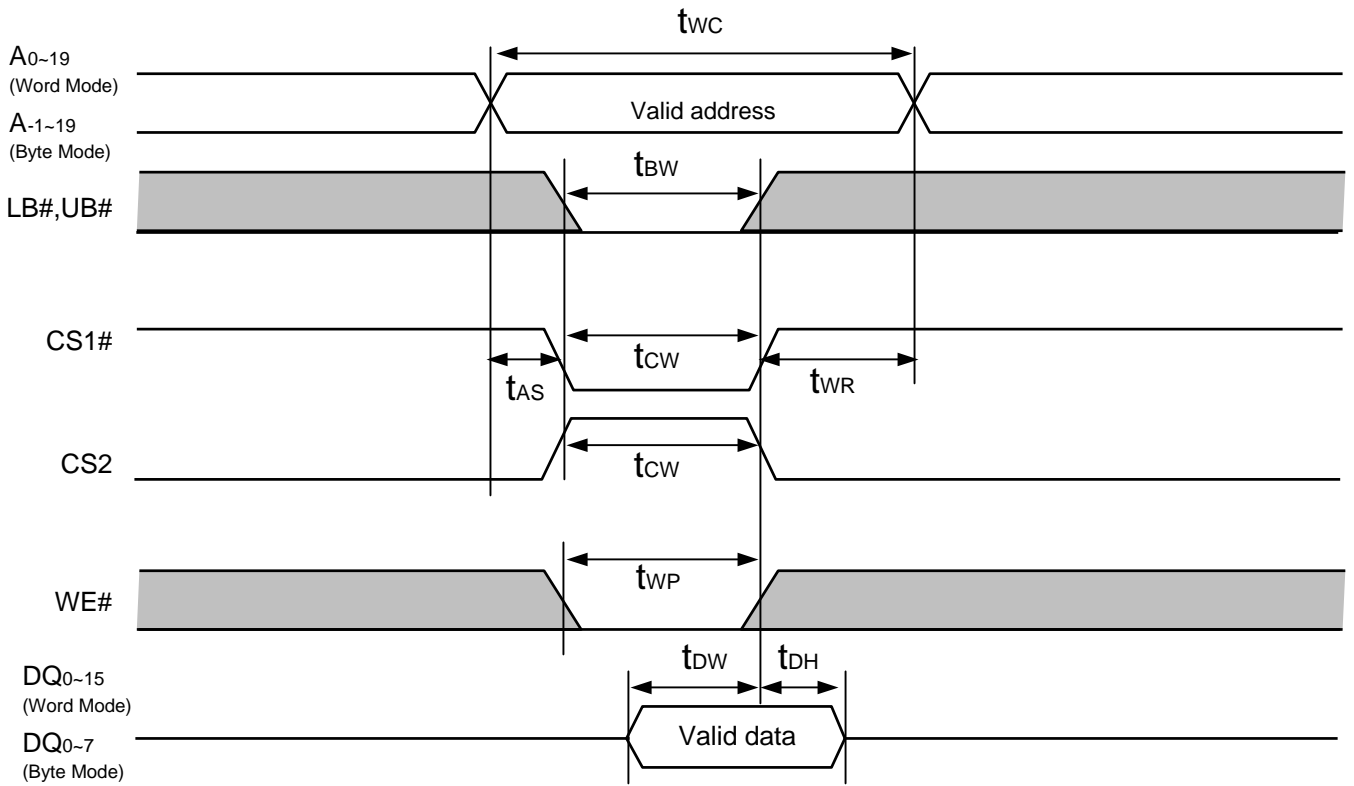 tWC
A0~19
(Word Mode)
Valid address
A-1~19
(Byte Mode)
tBW
LB#,UB#
CS1#
tCW
tAS
tWR
CS2
tCW
WE#
tWP
tDW
tDH
DQ0~15
(Word Mode)
Valid data
DQ0~7
(Byte Mode)